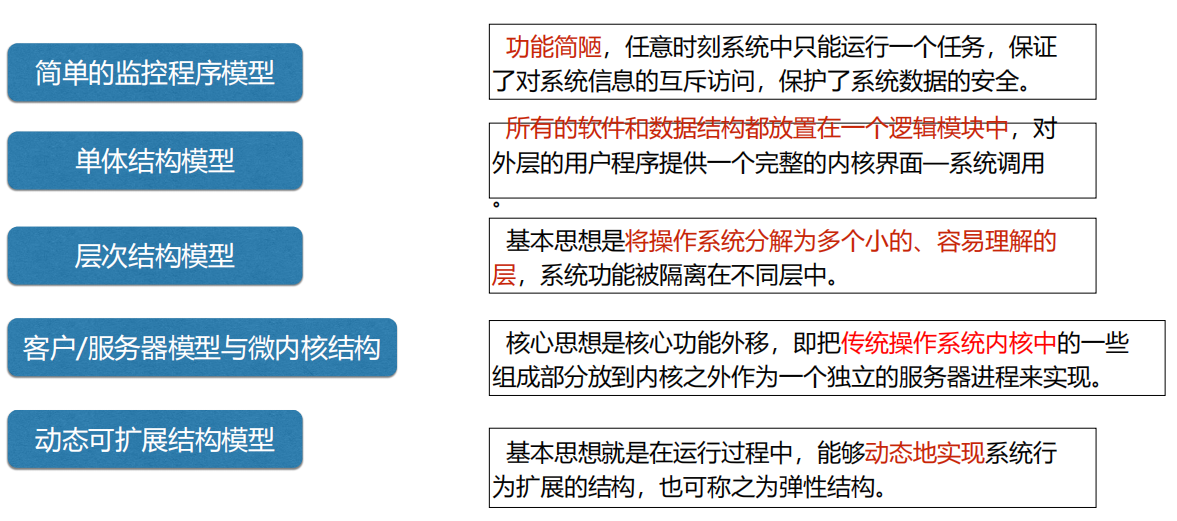 简单的监控程序模型
功能简陋，任意时刻系统中只能运行一个任务，保证
了对系统信息的互斥访问，保护了系统数据的安全。
单体结构模型
所有的软件和数据结构都放置在一个逻辑模块中，对
外层的用户程序提供一个完整的内核界面—系统调用
。
层次结构模型
基本思想是将操作系统分解为多个小的、容易理解的
层，系统功能被隔离在不同层中。
客户/服务器模型与微内核结构
核心思想是核心功能外移，即把传统操作系统内核中的一些
组成部分放到内核之外作为一个独立的服务器进程来实现。
动态可扩展结构模型
基本思想就是在运行过程中，能够动态地实现系统行
为扩展的结构，也可称之为弹性结构。